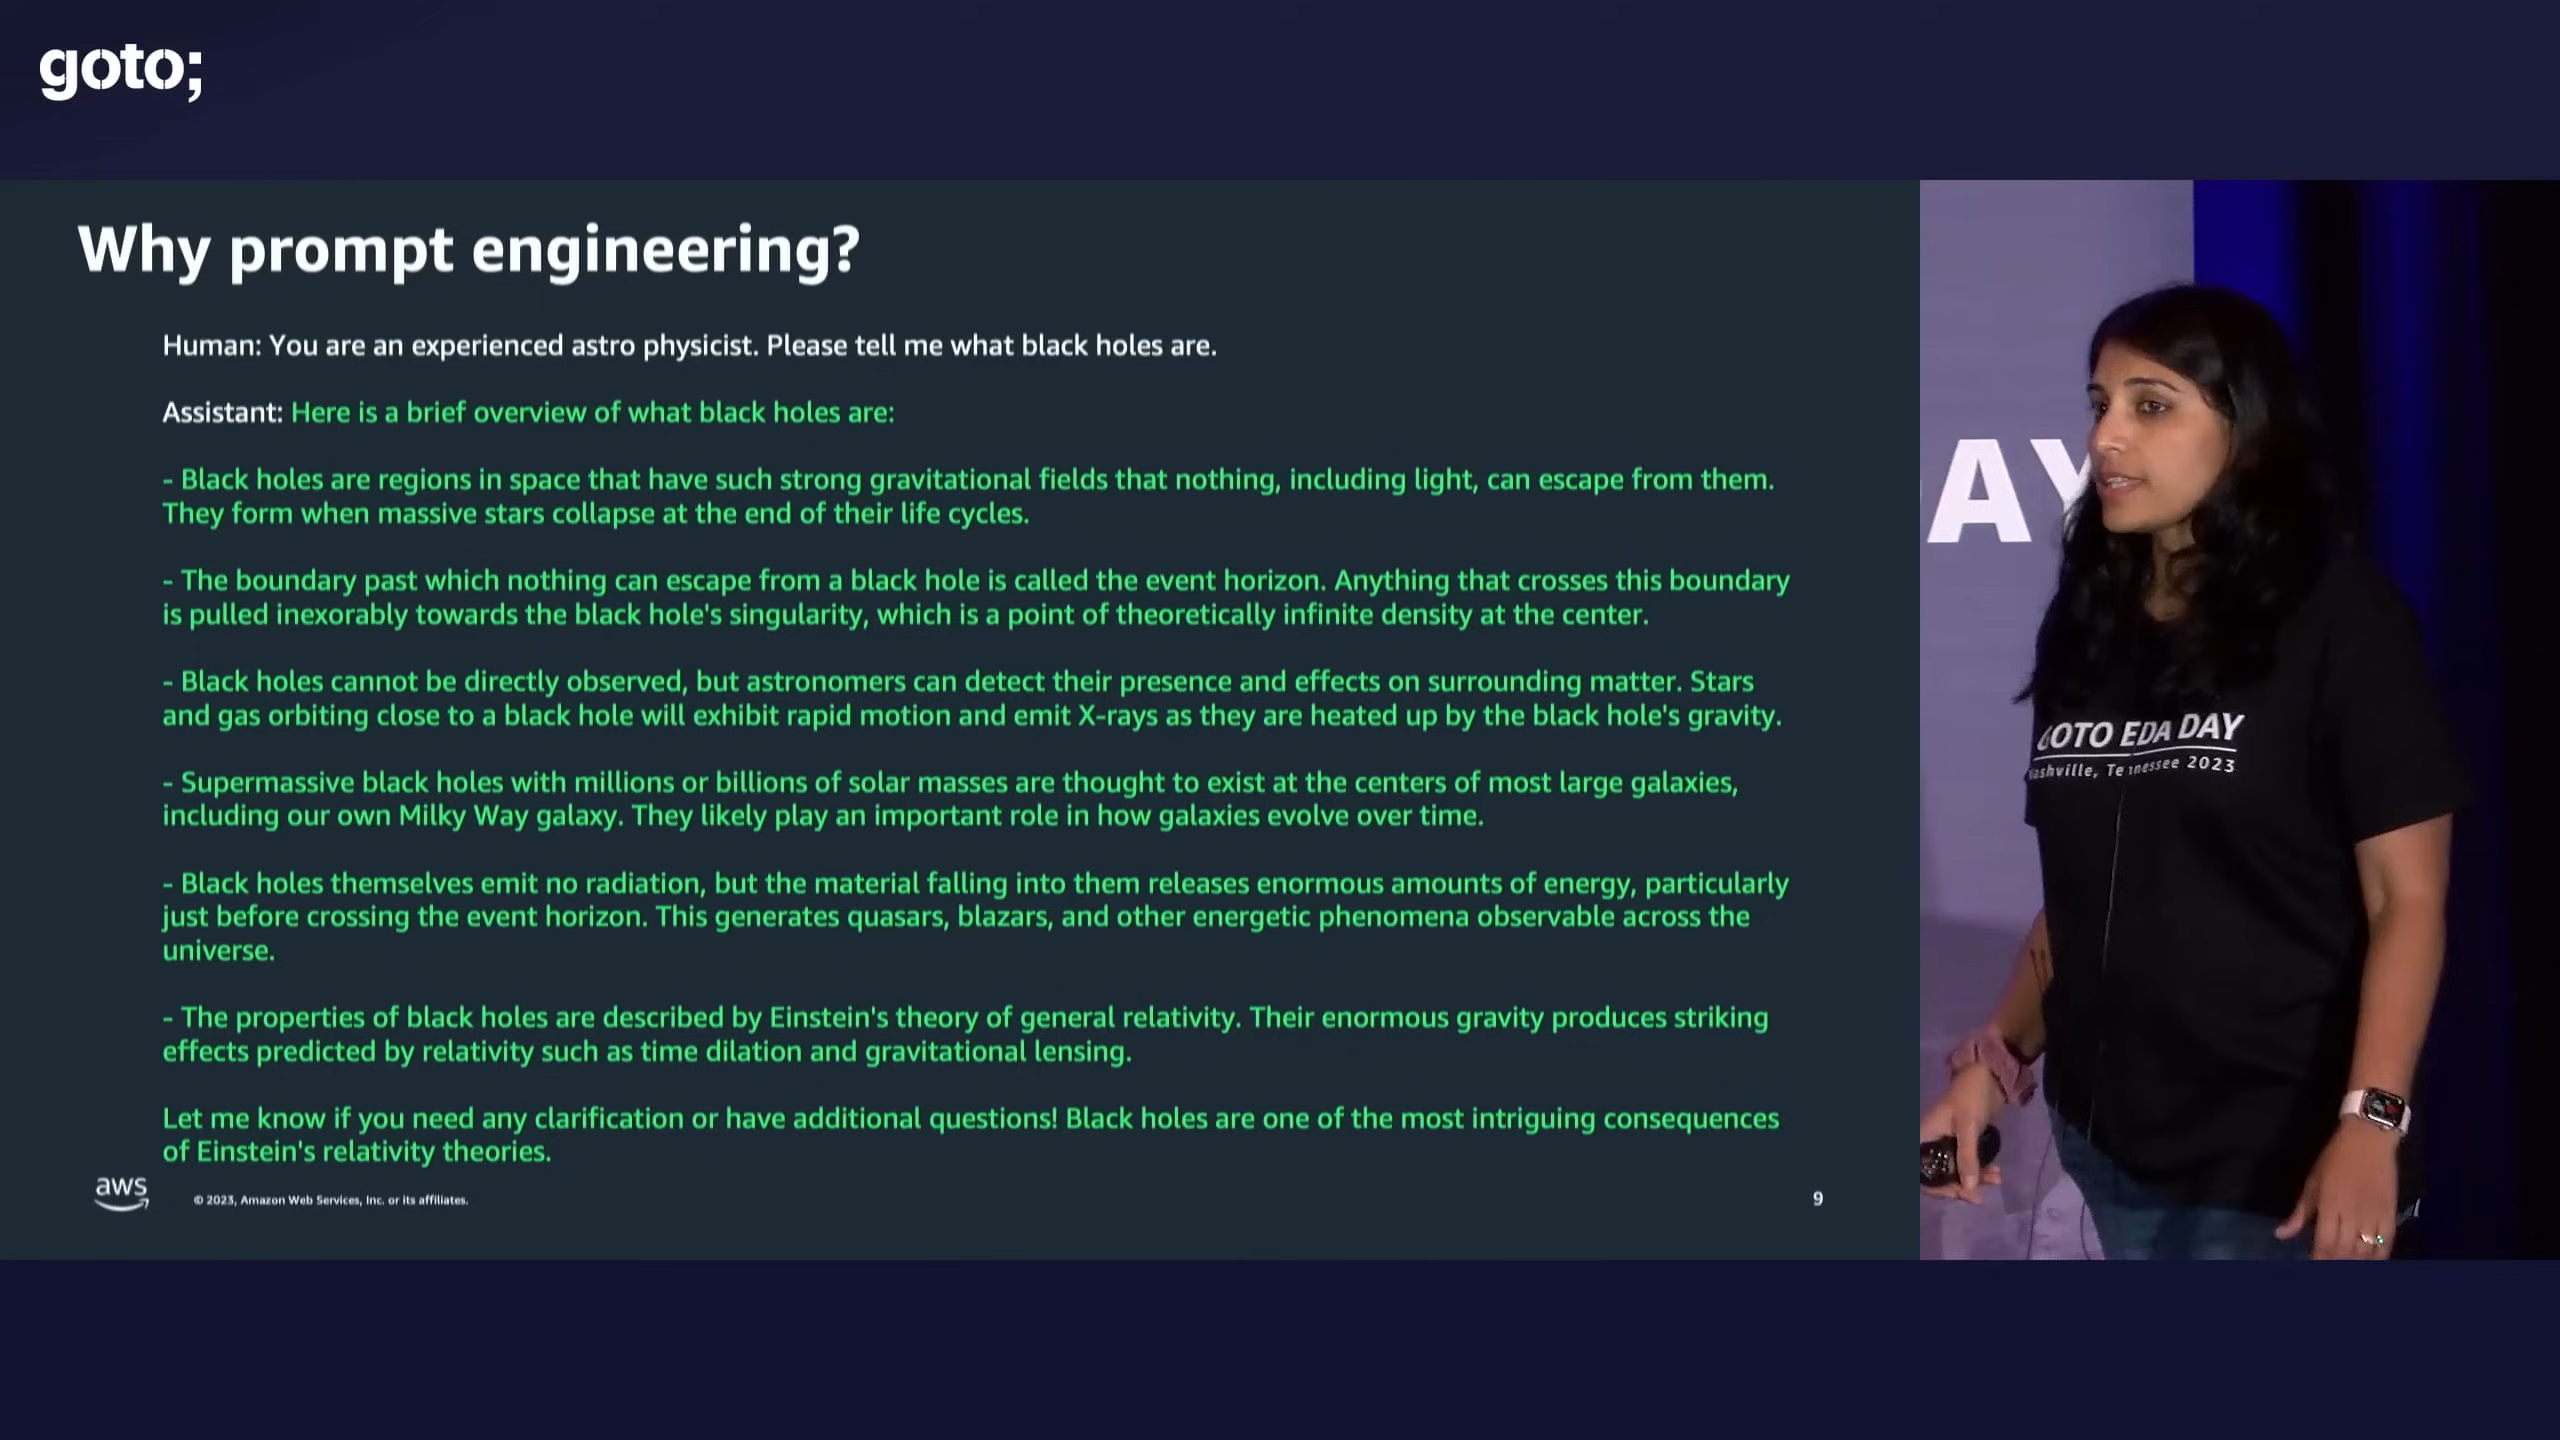 goto;
Why prompt engineering?
Human: You are an experienced astro physicist. Please tell me what black holes are.
Assistant: Here is a brief overview of what black holes are:
- Black holes are regions in space that have such strong gravitational fields that nothing, including light, can escape from them.
They form when massive stars collapse at the end of their life cycles.
- The boundary past which nothing can escape from a black hole is called the event horizon. Anything that crosses this boundary
is pulled inexorably towards the black hole's singularity, which is a point of theoretically infinite density at the center.
- Black holes cannot be directly observed, but astronomers can detect their presence and effects on surrounding matter. Stars
and gas orbiting close to a black hole will exhibit rapid motion and emit X-rays as they are heated up by the black hole's gravity.
- Supermassive black holes with millions or billions of solar masses are thought to exist at the centers of most large galaxies,
including our own Milky Way galaxy. They likely play an important role in how galaxies evolve over time.
- Black holes themselves emit no radiation, but the material falling into them releases enormous amounts of energy, particularly
just before crossing the event horizon. This generates quasars, blazars, and other energetic phenomena observable across the
universe.
- The properties of black holes are described by Einstein's theory of general relativity. Their enormous gravity produces striking
effects predicted by relativity such as time dilation and gravitational lensing.
Let me know if you need any clarification or have additional questions! Black holes are one of the most intriguing consequences
of Einstein's relativity theories.
aws
© 2023, Amazon Web Services, Inc. or its affiliates.
9
AY
GOTO EDA DAY
Nashville, Tennessee 2023